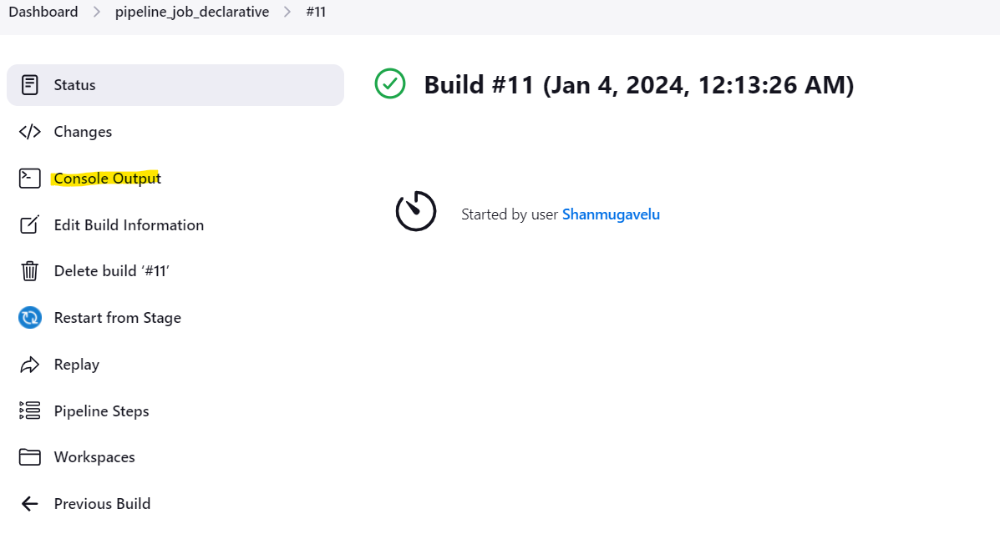 Dashboard > pipeline_job_declarative > #11
Status
Build #11 (Jan 4, 2024, 12:13:26 AM)
Changes
Console Output
Started by user Shanmugavelu
Edit Build Information
Delete build ‘#11’
Restart from Stage
Replay
Pipeline Steps
Workspaces
Previous Build